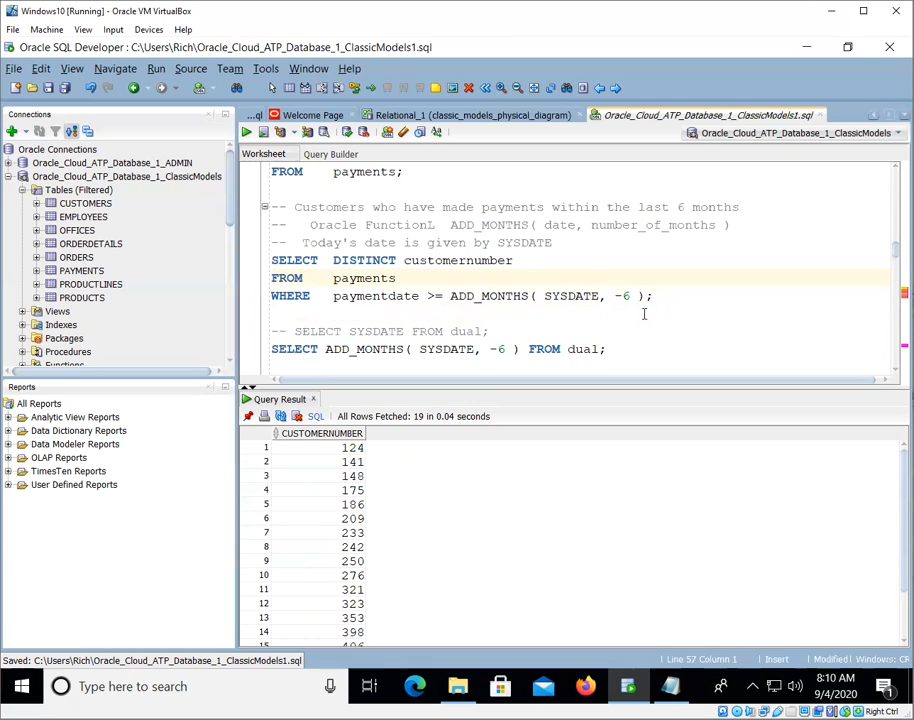 Windows10 [Running] - Oracle VM VirtualBox
File Machine View Input Devices Help
Oracle SQL Developer : C:\Users\Rich\Oracle_Cloud_ATP_Database_1_ClassicModels1.sql
File Edit View Navigate Run Source Team Tools Window Help
Connections
...ql Welcome Page Relational_1 (classic_models_physical_diagram) Oracle_Cloud_ATP_Database_1_ClassicModels1.sql
Oracle_Cloud_ATP_Database_1_ClassicModels
Worksheet Query Builder
Oracle Connections
Oracle_Cloud_ATP_Database_1_ADMIN
Oracle_Cloud_ATP_Database_1_ClassicModels
Tables (Filtered)
CUSTOMERS
EMPLOYEES
OFFICES
ORDERDETAILS
ORDERS
PAYMENTS
PRODUCTLINES
PRODUCTS
Views
Indexes
Packages
Procedures
Functions
FROM payments;
-- Customers who have made payments within the last 6 months
-- Oracle FunctionL ADD_MONTHS( date, number_of_months )
-- Today's date is given by SYSDATE
SELECT DISTINCT customernumber
FROM payments
WHERE paymentdate >= ADD_MONTHS( SYSDATE, -6 );
-- SELECT SYSDATE FROM dual;
SELECT ADD_MONTHS( SYSDATE, -6 ) FROM dual;
Reports
All Reports
Analytic View Reports
Data Dictionary Reports
Data Modeler Reports
OLAP Reports
TimesTen Reports
User Defined Reports
Query Result
SQL All Rows Fetched: 19 in 0.04 seconds
CUSTOMERNUMBER
1 124
2 141
3 148
4 175
5 186
6 209
7 233
8 242
9 250
10 276
11 321
12 323
13 353
14 398
Saved: C:\Users\Rich\Oracle_Cloud_ATP_Database_1_ClassicModels1.sql
Line 57 Column 1 Insert Modified Windows: CR
Type here to search
8:10 AM
9/4/2020
1
Right Ctrl